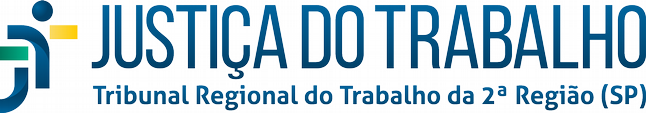 JUSTIÇA DO TRABALHO
Tribunal Regional do Trabalho da 2ª Região (SP)